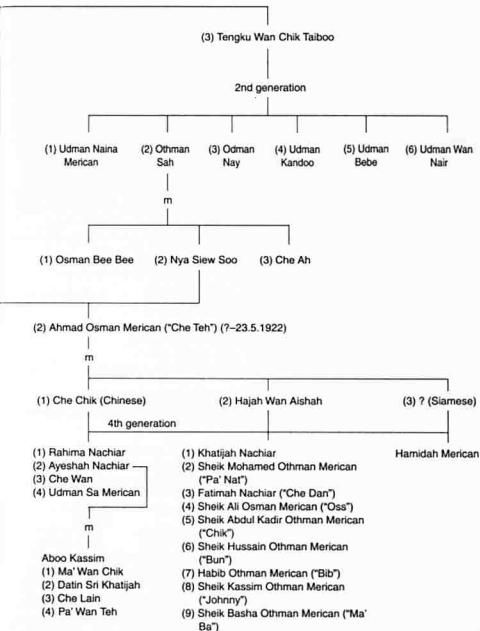 (3) Tengku Wan Chik Taiboo
2nd generation
(1) Udman Naina
Merican
(2) Othman
Sah
(3) Odman
Nay
(4) Udman
Kandoo
(5) Udman
Bebe
(6) Udman Wan
Nair
m
(1) Osman Bee Bee
(2) Nya Siew Soo
(3) Che Ah
(2) Ahmad Osman Merican ("Che Teh") (?–23.5.1922)
m
(1) Che Chik (Chinese)
(2) Hajah Wan Aishah
(3) ? (Siamese)
4th generation
(1) Rahima Nachiar
(2) Ayeshah Nachiar
(3) Che Wan
(4) Udman Sa Merican
m
Aboo Kassim
(1) Ma' Wan Chik
(2) Datin Sri Khatijah
(3) Che Lain
(4) Pa' Wan Teh
(1) Khatijah Nachiar
(2) Sheik Mohamed Othman Merican
("Pa' Nat")
(3) Fatimah Nachiar ("Che Dan")
(4) Sheik Ali Osman Merican ("Oss")
(5) Sheik Abdul Kadir Othman Merican
("Chik")
(6) Sheik Hussain Othman Merican
("Bun")
(7) Habib Othman Merican ("Bib")
(8) Sheik Kassim Othman Merican
("Johnny")
(9) Sheik Basha Othman Merican ("Ma'
Ba")
Hamidah Merican